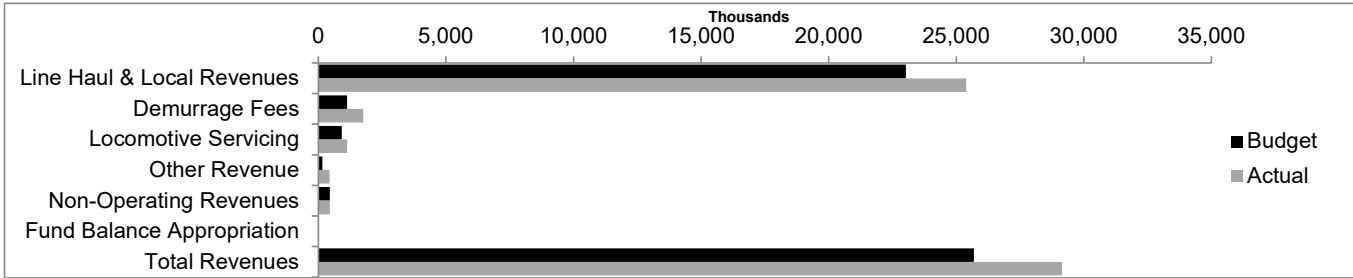 Thousands
0 5,000 10,000 15,000 20,000 25,000 30,000 35,000
Line Haul & Local Revenues
Demurrage Fees
Locomotive Servicing
Other Revenue
Non-Operating Revenues
Fund Balance Appropriation
Total Revenues
Budget
Actual